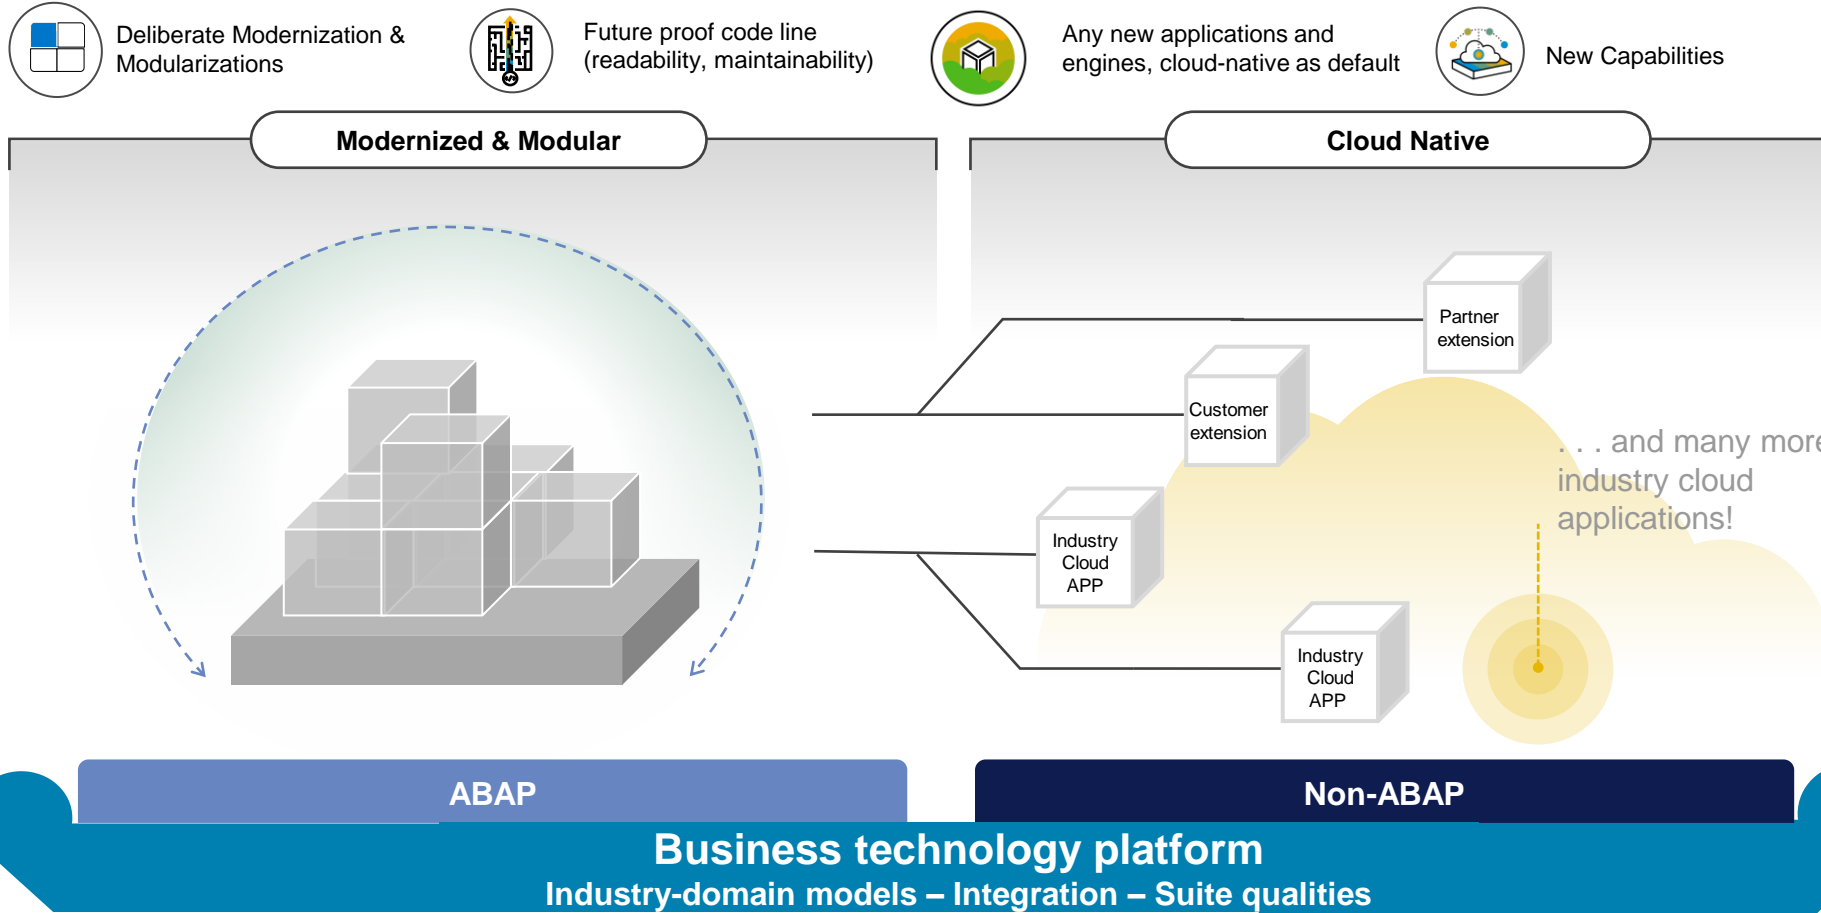 Deliberate Modernization &
Modularizations
Future proof code line
(readability, maintainability)
Any new applications and
engines, cloud-native as default
New Capabilities
Modernized & Modular
Cloud Native
Partner
extension
Customer
extension
. . . and many more
industry cloud
applications!
Industry
Cloud
APP
Industry
Cloud
APP
ABAP
Non-ABAP
Business technology platform
Industry-domain models – Integration – Suite qualities